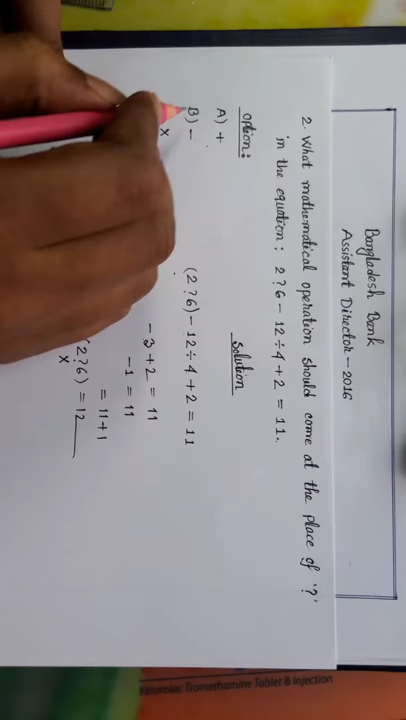 Bangladesh Bank
Assistant Director - 2016
2. What mathematical operation should come at the place of '?'
in the equation: 2 ? 6 - 12 ÷ 4 + 2 = 11.
option:
A) +
B) -
x
Solution
(2 ? 6) - 12 ÷ 4 + 2 = 11
- 3 + 2 = 11
- 1 = 11
= 11 + 1
(2 ? 6) = 12
x
Ketorolac Tromethamine Tablet & Injection